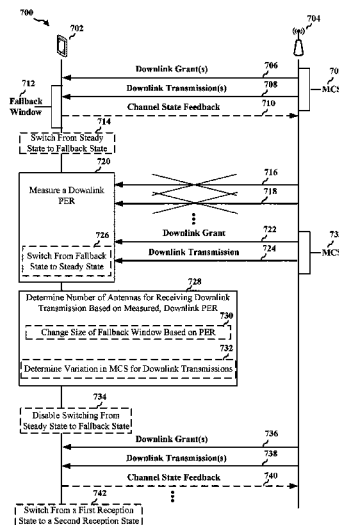 700
702
704
706
Downlink Grant(s)
708
Downlink Transmission(s)
710
Channel State Feedback
712
Fallback
Window
MCS
714
Switch From Steady
State to Fallback State
720
Measure a Downlink
PER
716
718
726
Switch From Fallback
State to Steady State
722
Downlink Grant
724
Downlink Transmission
MCS
728
Determine Number of Antennas for Receiving Downlink
Transmission Based on Measured, Downlink PER
730
Change Size of Fallback Window Based on PER
732
Determine Variation in MCS for Downlink Transmissions
734
Disable Switching From
Steady State to Fallback State
736
Downlink Grant(s)
738
Downlink Transmission(s)
740
Channel State Feedback
742
Switch From a First Reception
State to a Second Reception State